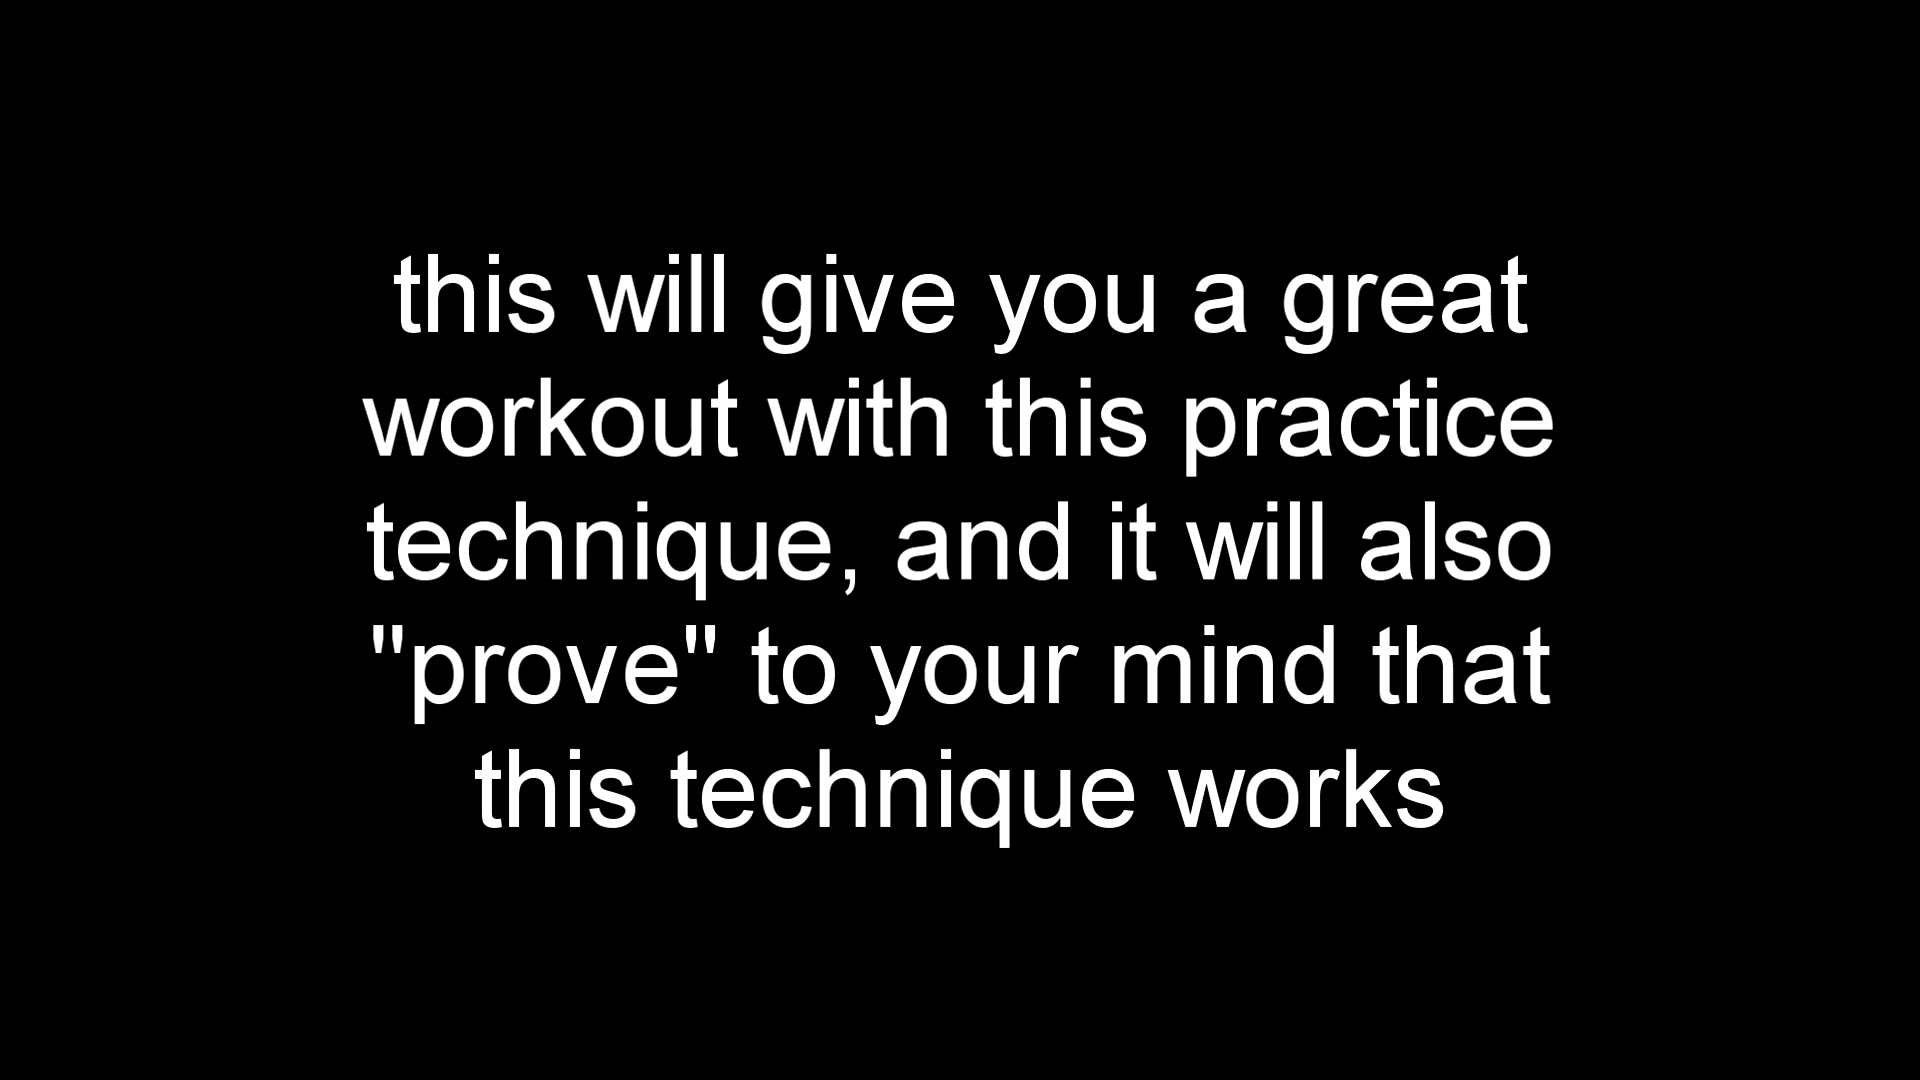 this will give you a great
workout with this practice
technique, and it will also
"prove" to your mind that
this technique works